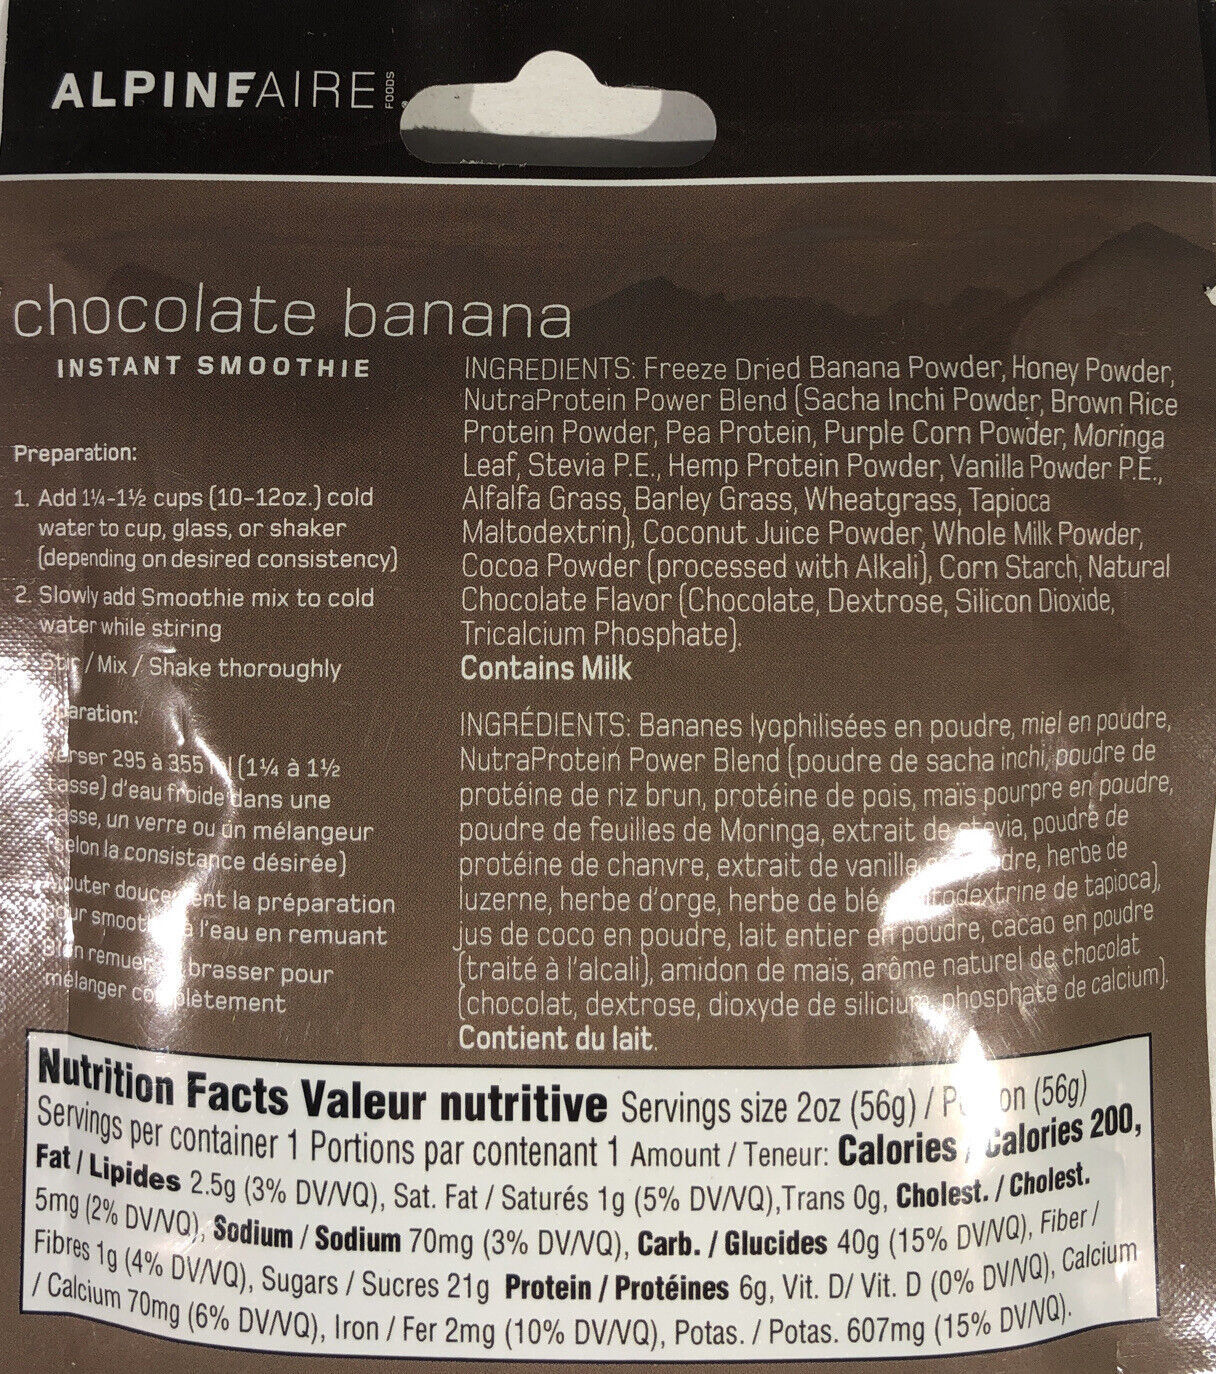 ALPINEAIRE FOODS®
chocolate banana
INSTANT SMOOTHIE
Preparation:
1. Add 1¼-1½ cups (10-12oz.) cold
water to cup, glass, or shaker
(depending on desired consistency)
2. Slowly add Smoothie mix to cold
water while stiring
/ Mix / Shake thoroughly
295 à 355 (1¼ à 1½
tasse) d'eau froide dans une
tasse, un verre ou un mélangeur
selon la consistance désirée)
la préparation
à l'eau en remuant
brasser pour
mélanger
INGREDIENTS: Freeze Dried Banana Powder, Honey Powder,
NutraProtein Power Blend (Sacha Inchi Powder, Brown Rice
Protein Powder, Pea Protein, Purple Corn Powder, Moringa
Leaf, Stevia P.E., Hemp Protein Powder, Vanilla Powder P.E.,
Alfalfa Grass, Barley Grass, Wheatgrass, Tapioca
Maltodextrin), Coconut Juice Powder, Whole Milk Powder,
Cocoa Powder (processed with Alkali), Corn Starch, Natural
Chocolate Flavor (Chocolate, Dextrose, Silicon Dioxide,
Tricalcium Phosphate).
Contains Milk
INGRÉDIENTS: Bananes lyophilisées en poudre, miel en poudre,
NutraProtein Power Blend (poudre de sacha inchi, poudre de
protéine de riz brun, protéine de pois, maïs pourpre en poudre,
poudre de feuilles de Moringa, extrait de stevia, poudre de
protéine de chanvre, extrait de vanille herbe de
luzerne, herbe d'orge, herbe de blé de tapioca),
jus de coco en poudre, lait entier en poudre, cacao en poudre
(traité à l'alcali), amidon de maïs, arôme naturel de chocolat
(chocolat, dextrose, dioxyde de silicium, phosphate de calcium).
Contient du lait.
Nutrition Facts Valeur nutritive Servings size 2oz (56g) / (56g)
Servings per container 1 Portions par contenant 1 Amount / Teneur: Calories / Calories 200,
Fat / Lipides 2.5g (3% DV/VQ), Sat. Fat / Saturés 1g (5% DV/VQ),Trans 0g, Cholest. / Cholest.
5mg (2% DV/VQ), Sodium / Sodium 70mg (3% DV/VQ), Carb. / Glucides 40g (15% DV/VQ), Fiber /
Fibres 1g (4% DV/VQ), Sugars / Sucres 21g Protein / Protéines 6g, Vit. D/ Vit. D (0% DV/VQ), Calcium
/ Calcium 70mg (6% DV/VQ), Iron / Fer 2mg (10% DV/VQ), Potas. / Potas. 607mg (15% DV/VQ).